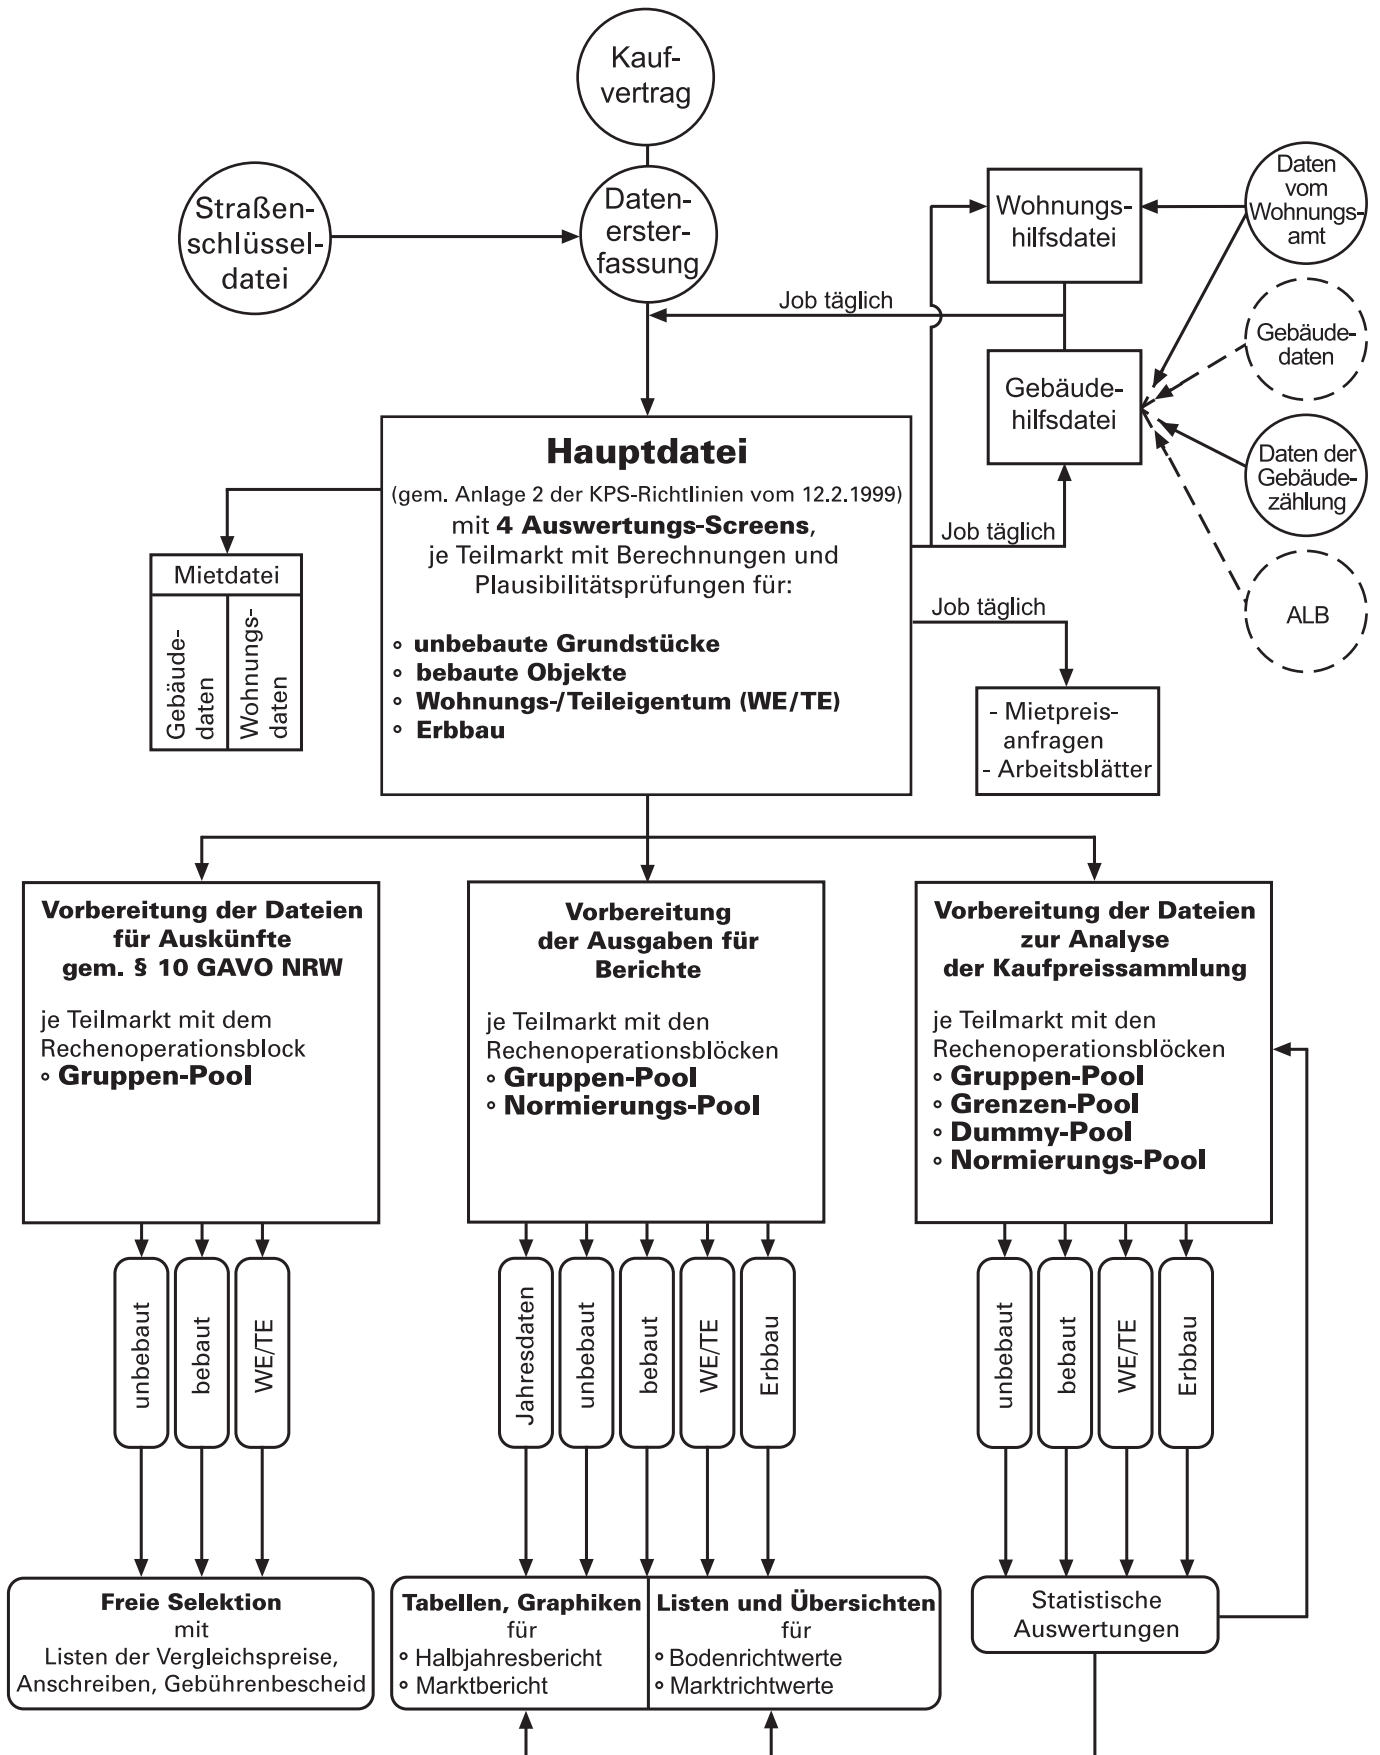 Kauf-
vertrag
Straßen-
schlüssel-
datei
Daten-
erster-
fassung
Wohnungs-
hilfsdatei
Daten
vom
Wohnungs-
amt
Job täglich
Gebäude-
daten
Gebäude-
hilfsdatei
Daten der
Gebäude-
zählung
ALB
Hauptdatei
(gem. Anlage 2 der KPS-Richtlinien vom 12.2.1999)
mit 4 Auswertungs-Screens,
je Teilmarkt mit Berechnungen und
Plausibilitätsprüfungen für:
° unbebaute Grundstücke
° bebaute Objekte
° Wohnungs-/Teileigentum (WE/TE)
° Erbbau
Job täglich
Job täglich
Mietdatei
Gebäude-
daten
Wohnungs-
daten
- Mietpreis-
anfragen
- Arbeitsblätter
Vorbereitung der Dateien
für Auskünfte
gem. § 10 GAVO NRW
je Teilmarkt mit dem
Rechenoperationsblock
° Gruppen-Pool
Vorbereitung
der Ausgaben für
Berichte
je Teilmarkt mit den
Rechenoperationsblöcken
° Gruppen-Pool
° Normierungs-Pool
Vorbereitung der Dateien
zur Analyse
der Kaufpreissammlung
je Teilmarkt mit den
Rechenoperationsblöcken
° Gruppen-Pool
° Grenzen-Pool
° Dummy-Pool
° Normierungs-Pool
unbebaut
bebaut
WE/TE
Jahresdaten
unbebaut
bebaut
WE/TE
Erbbau
unbebaut
bebaut
WE/TE
Erbbau
Freie Selektion
mit
Listen der Vergleichspreise,
Anschreiben, Gebührenbescheid
Tabellen, Graphiken
für
° Halbjahresbericht
° Marktbericht
Listen und Übersichten
für
° Bodenrichtwerte
° Marktrichtwerte
Statistische
Auswertungen